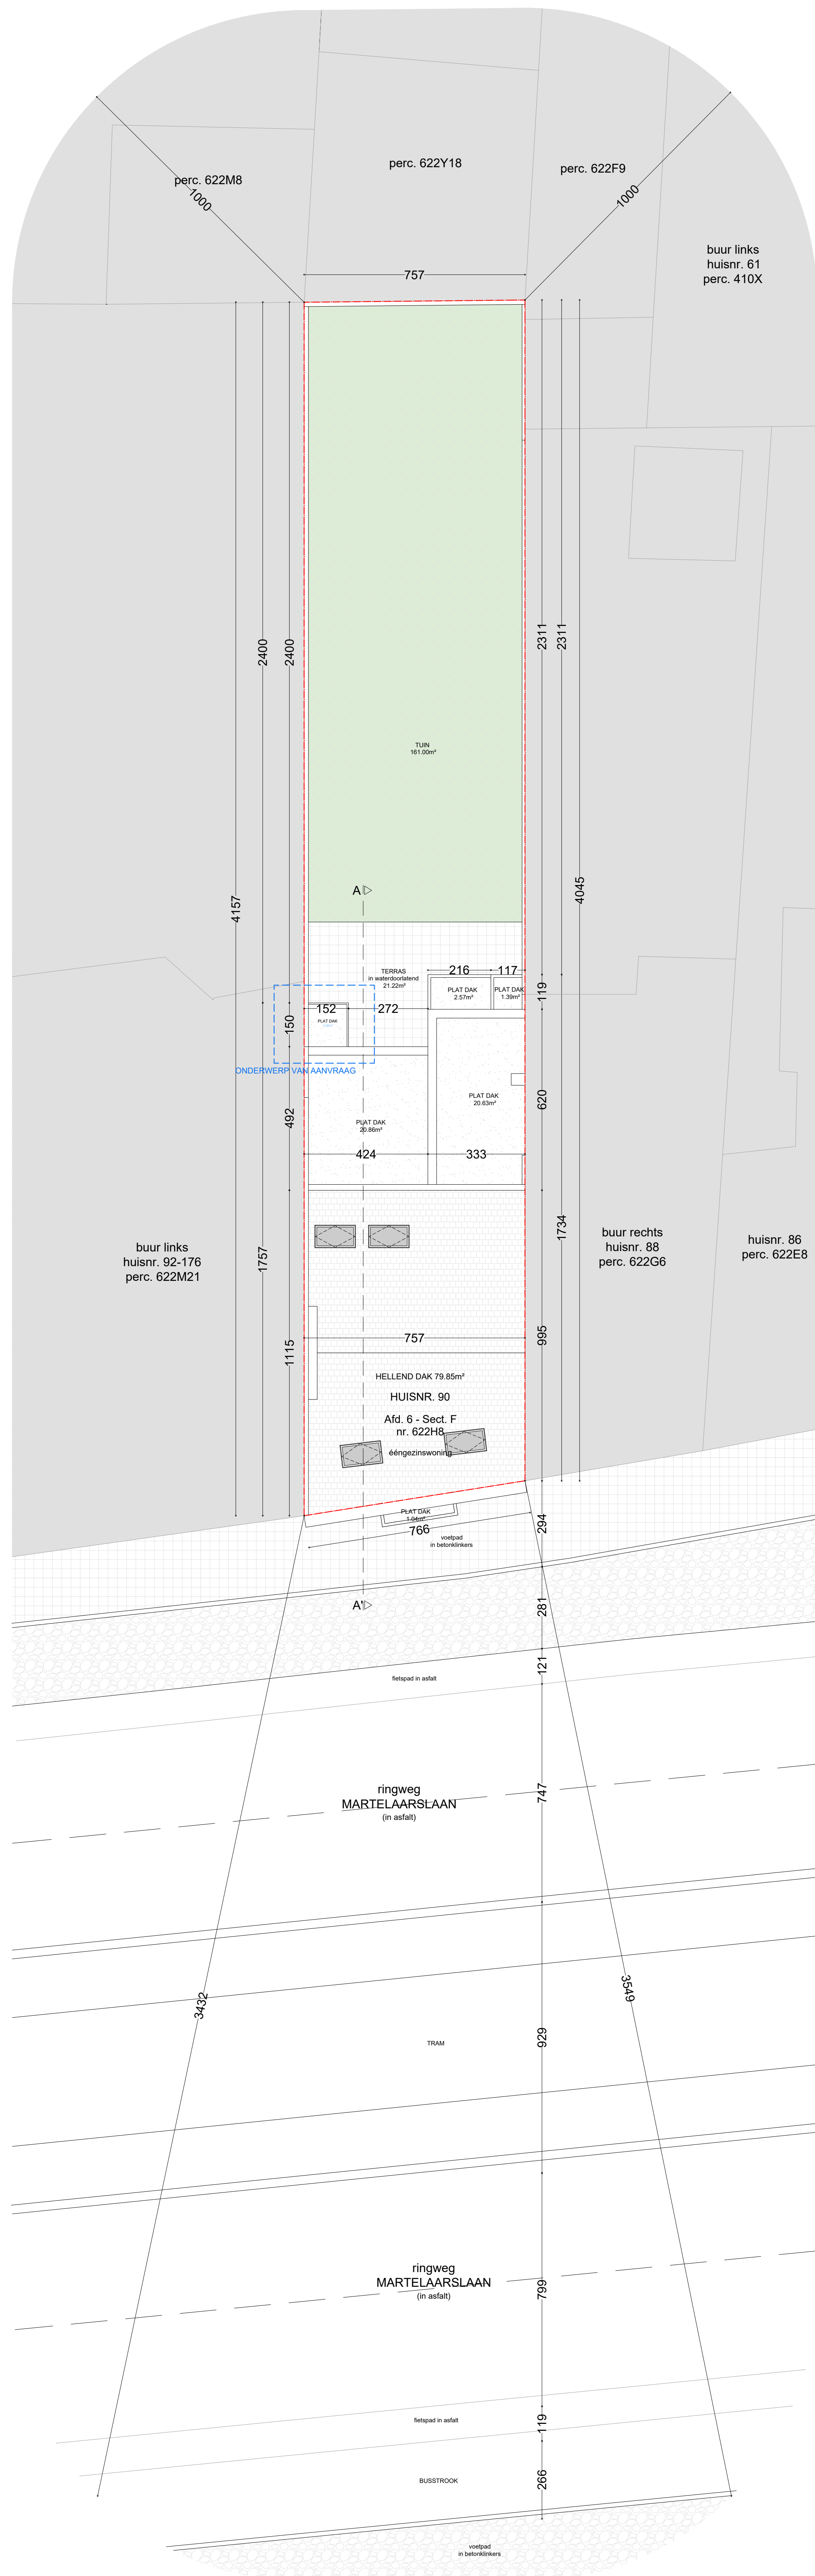 perc. 622M8
perc. 622Y18
perc. 622F9
1000
1000
buur links
huisnr. 61
perc. 410X
757
2400
2400
2311
2311
TUIN
161.00m²
4157
4045
A
TERRAS
in waterdoorlatend
21.22m²
216
117
PLAT DAK
2.57m²
PLAT DAK
1.39m²
119
152
272
150
PLAT DAK
ONDERWERP VAN AANVRAAG
492
620
PLAT DAK
20.63m²
PLAT DAK
20.86m²
424
333
buur links
huisnr. 92-176
perc. 622M21
1757
1734
buur rechts
huisnr. 88
perc. 622G6
huisnr. 86
perc. 622E8
1115
757
995
HELLEND DAK 79.85m²
HUISNR. 90
Afd. 6 - Sect. F
nr. 622H8
ééngezinswoning
PLAT DAK
1.04m²
766
294
voetpad
in betonklinkers
A'
281
121
fietspad in asfalt
ringweg
MARTELAARSLAAN
(in asfalt)
747
3432
3549
TRAM
929
ringweg
MARTELAARSLAAN
(in asfalt)
799
fietspad in asfalt
119
BUSSTROOK
266
voetpad
in betonklinkers